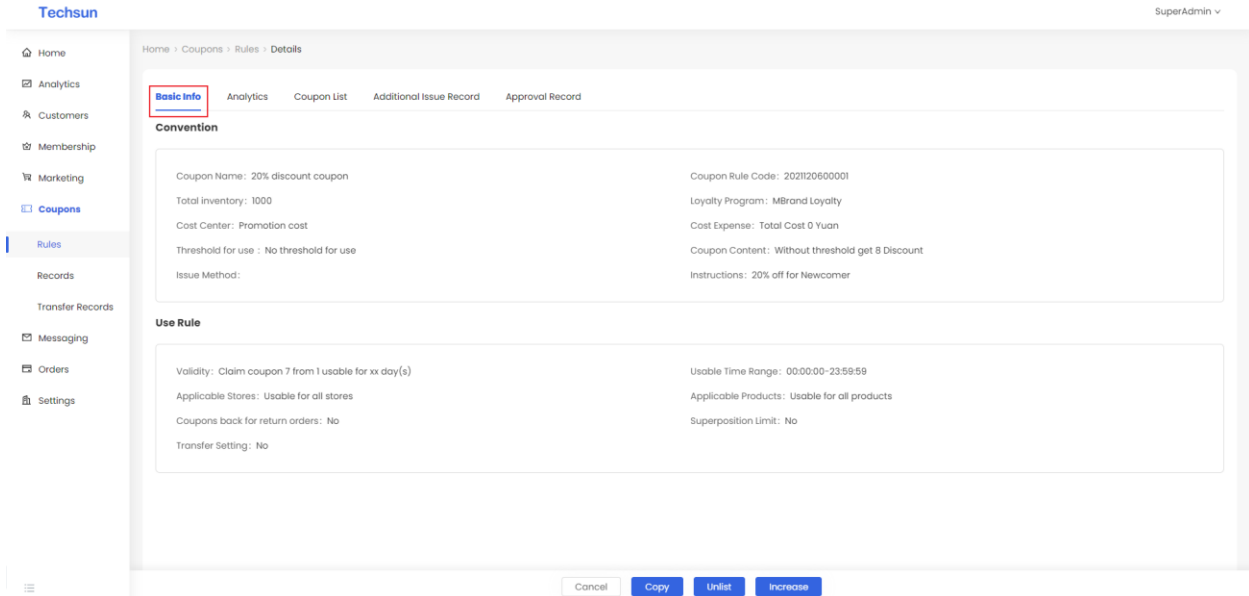 Techsun
SuperAdmin
Home
Analytics
Customers
Membership
Marketing
Coupons
Rules
Records
Transfer Records
Messaging
Orders
Settings
Home > Coupons > Rules > Details
Basic Info Analytics Coupon List Additional Issue Record Approval Record
Convention
Coupon Name: 20% discount coupon Coupon Rule Code: 2021120600001
Total inventory: 1000 Loyalty Program: MBrand Loyalty
Cost Center: Promotion cost Cost Expense: Total Cost 0 Yuan
Threshold for use : No threshold for use Coupon Content: Without threshold get 8 Discount
Issue Method: Instructions: 20% off for Newcomer
Use Rule
Validity: Claim coupon 7 from 1 usable for xx day(s) Usable Time Range: 00:00:00-23:59:59
Applicable Stores: Usable for all stores Applicable Products: Usable for all products
Coupons back for return orders: No Superposition Limit: No
Transfer Setting: No
Cancel Copy Unlist Increase